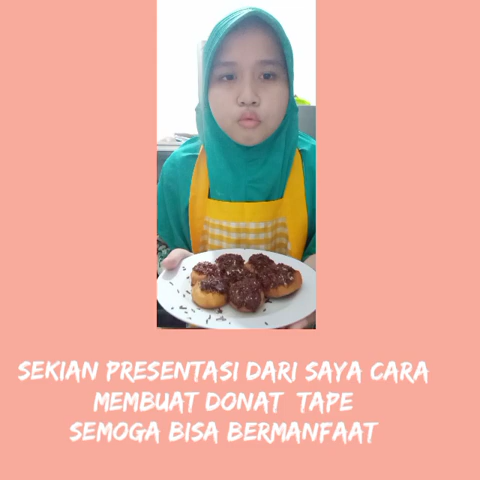 SEKIAN PRESENTASI DARI SAYA CARA
MEMBUAT DONAT TAPE
SEMOGA BISA BERMANFAAT